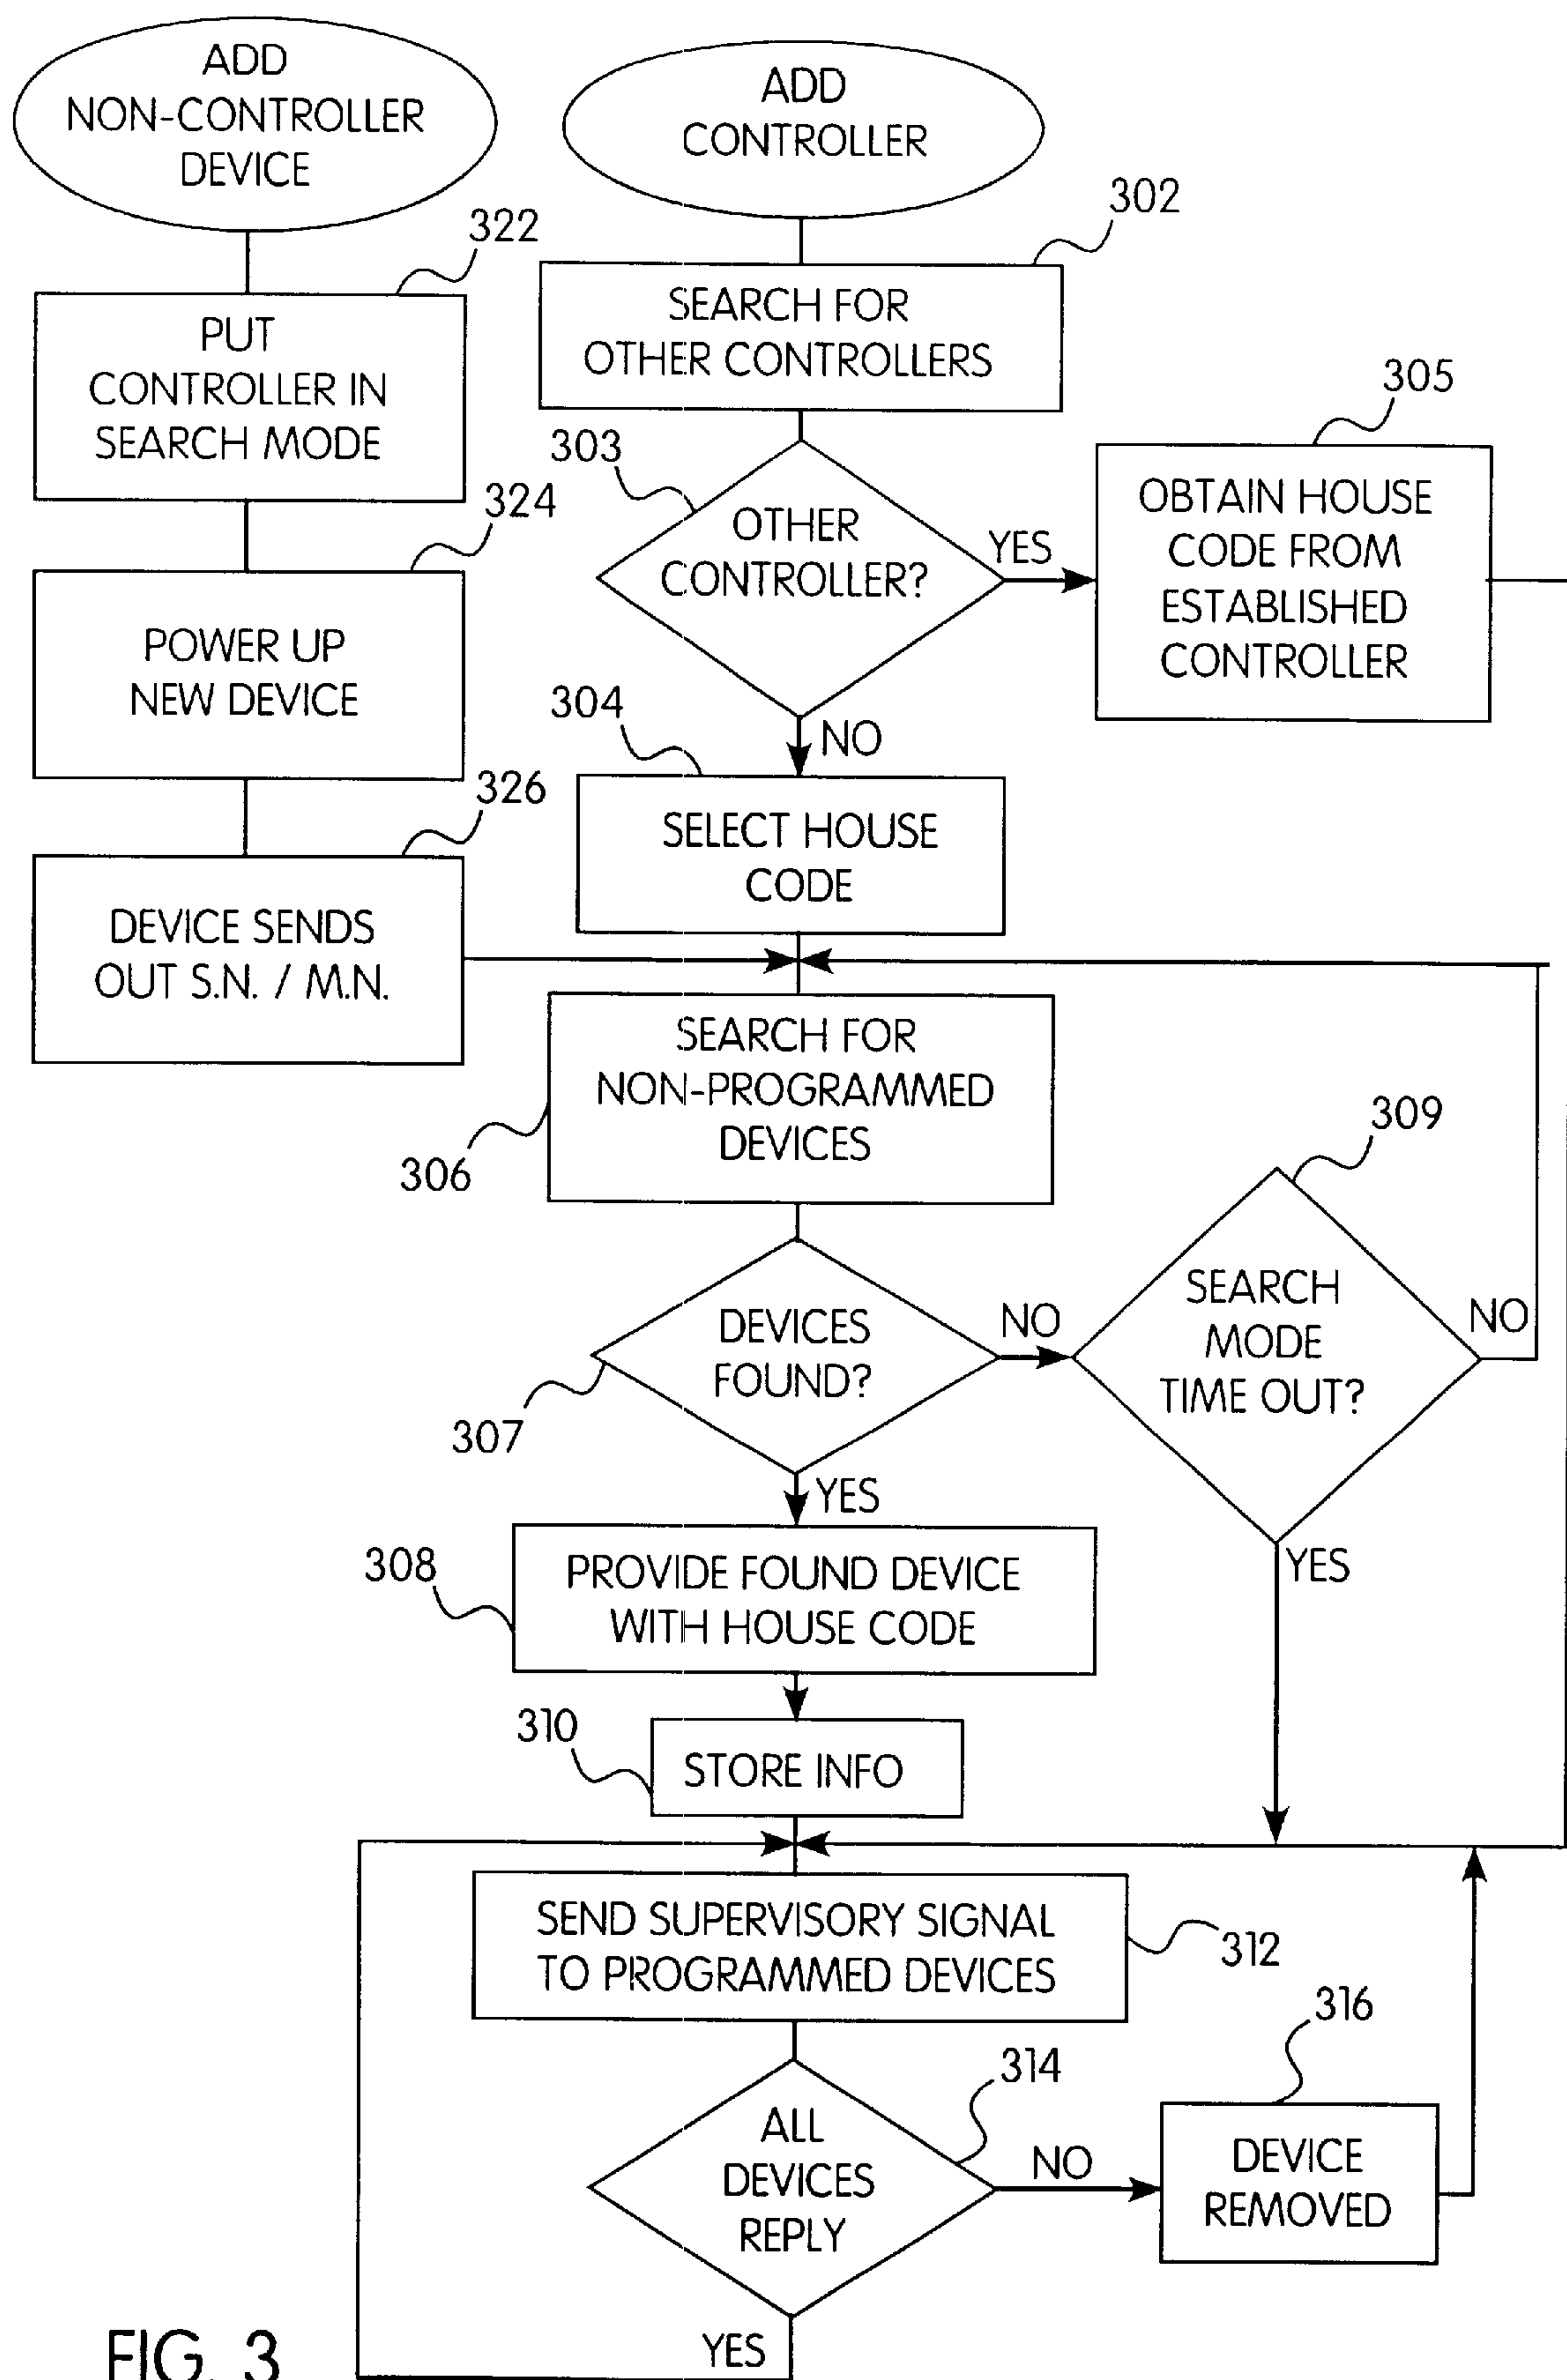 ADD
NON-CONTROLLER
DEVICE
322
PUT
CONTROLLER IN
SEARCH MODE
324
POWER UP
NEW DEVICE
326
DEVICE SENDS
OUT S.N. / M.N.
ADD
CONTROLLER
302
SEARCH FOR
OTHER CONTROLLERS
303
OTHER
CONTROLLER?
YES
305
OBTAIN HOUSE
CODE FROM
ESTABLISHED
CONTROLLER
NO
304
SELECT HOUSE
CODE
SEARCH FOR
NON-PROGRAMMED
DEVICES
306
DEVICES
FOUND?
307
NO
309
SEARCH
MODE
TIME OUT?
NO
YES
YES
308
PROVIDE FOUND DEVICE
WITH HOUSE CODE
310
STORE INFO
SEND SUPERVISORY SIGNAL
TO PROGRAMMED DEVICES
312
314
ALL
DEVICES
REPLY
NO
316
DEVICE
REMOVED
YES
FIG. 3